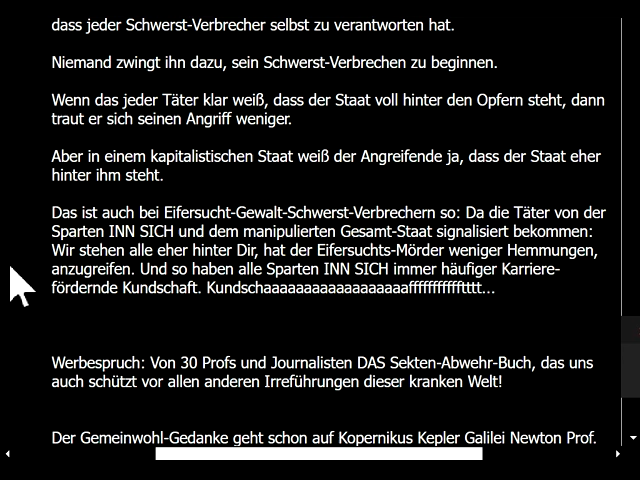 dass jeder Schwerst-Verbrecher selbst zu verantworten hat.
Niemand zwingt ihn dazu, sein Schwerst-Verbrechen zu beginnen.
Wenn das jeder Täter klar weiß, dass der Staat voll hinter den Opfern steht, dann
traut er sich seinen Angriff weniger.
Aber in einem kapitalistischen Staat weiß der Angreifende ja, dass der Staat eher
hinter ihm steht.
Das ist auch bei Eifersucht-Gewalt-Schwerst-Verbrechern so: Da die Täter von der
Sparten INN SICH und dem manipulierten Gesamt-Staat signalisiert bekommen:
Wir stehen alle eher hinter Dir, hat der Eifersuchts-Mörder weniger Hemmungen,
anzugreifen. Und so haben alle Sparten INN SICH immer häufiger Karriere-
fördernde Kundschaft. Kundschaaaaaaaaaaaaaaaaaafffffffffffftttt...
Werbespruch: Von 30 Profs und Journalisten DAS Sekten-Abwehr-Buch, das uns
auch schützt vor allen anderen Irreführungen dieser kranken Welt!
Der Gemeinwohl-Gedanke geht schon auf Kopernikus Kepler Galilei Newton Prof.